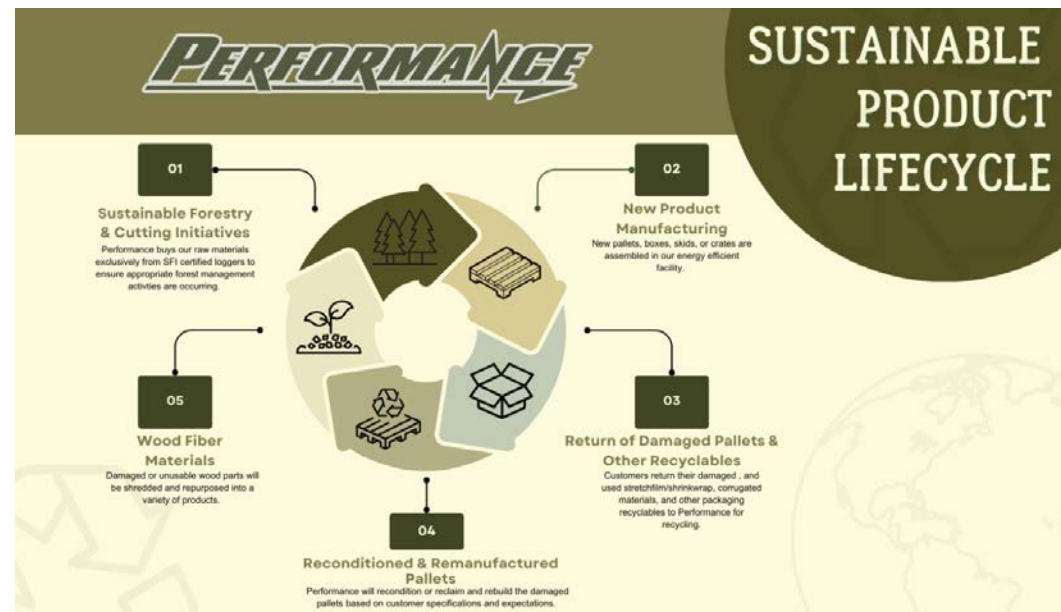 PERFORMANCE
SUSTAINABLE
PRODUCT
LIFECYCLE
01
Sustainable Forestry
& Cutting Initiatives
Performance buys our raw materials
exclusively from SFI certified loggers to
ensure appropriate forest management
activties are occurring.
02
New Product
Manufacturing
New pallets, boxes, skids, or crates are
assembled in our energy efficient
facility.
03
Return of Damaged Pallets &
Other Recyclables
Customers return their damaged , and
used stretchfilm/shrinkwrap, corrugated
materials, and other packaging
recyclables to Performance for
recycling.
04
Reconditioned & Remanufactured
Pallets
Performance will recondition or reclaim and rebuild the damaged
pallets based on customer specifications and expectations.
05
Wood Fiber
Materials
Damaged or unusable wood parts will
be shredded and repurposed into a
variety of products.